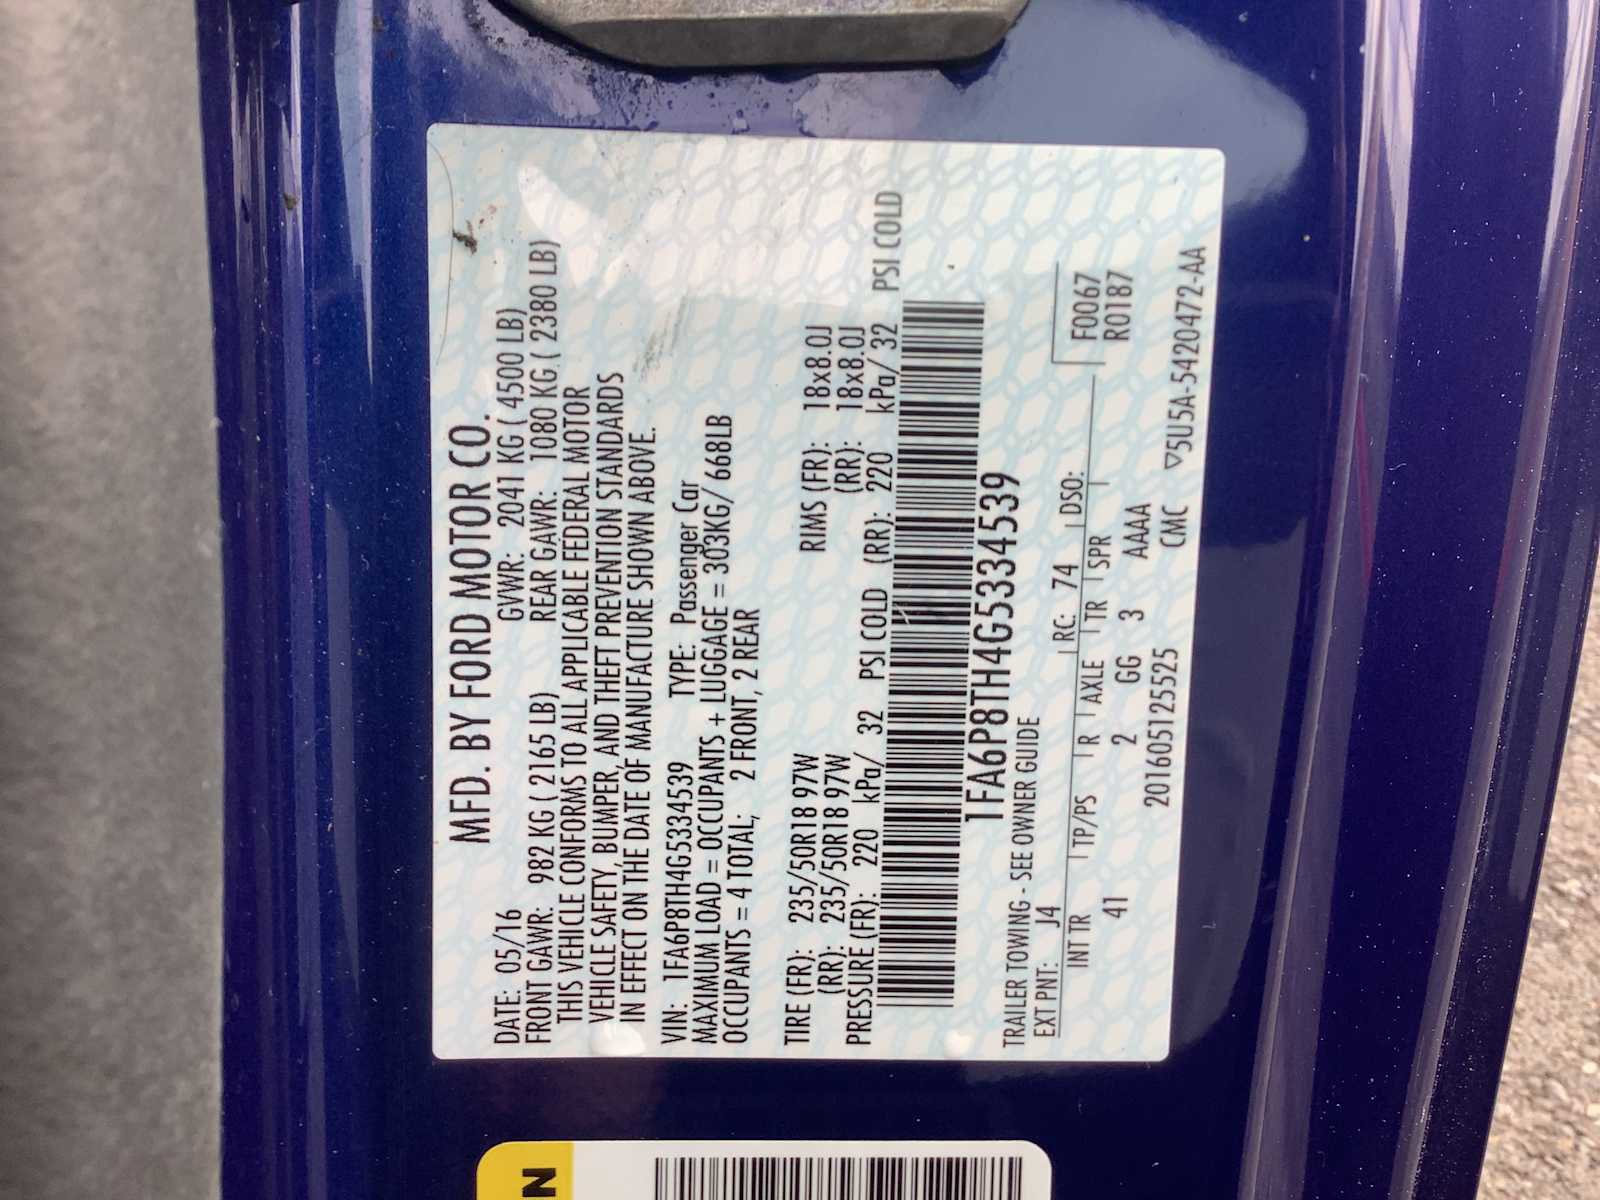 MFD. BY FORD MOTOR CO.
DATE: 05/16 GVWR: 2041 KG ( 4500 LB)
FRONT GAWR: 982 KG ( 2165 LB) REAR GAWR: 1080 KG ( 2380 LB)
THIS VEHICLE CONFORMS TO ALL APPLICABLE FEDERAL MOTOR
VEHICLE SAFETY, BUMPER, AND THEFT PREVENTION STANDARDS
IN EFFECT ON THE DATE OF MANUFACTURE SHOWN ABOVE.
VIN: 1FA6P8TH4G5334539 TYPE: Passenger Car
MAXIMUM LOAD = OCCUPANTS + LUGGAGE = 303KG/ 668LB
OCCUPANTS = 4 TOTAL; 2 FRONT, 2 REAR
TIRE (FR): 235/50R18 97W RIMS (FR): 18x8.0J
(RR): 235/50R18 97W (RR): 18x8.0J
PRESSURE (FR): 220 kPa/ 32 PSI COLD (RR): 220 kPa/ 32 PSI COLD
1FA6P8TH4G5334539
TRAILER TOWING - SEE OWNER GUIDE
EXT PNT: J4 RC: 74 DSO: F0067
INT TR TP/PS R AXLE TR SPR R0187
41 2 GG 3 AAAA
20160512 5525 CMC ▽5U5A-5420472-AA
N